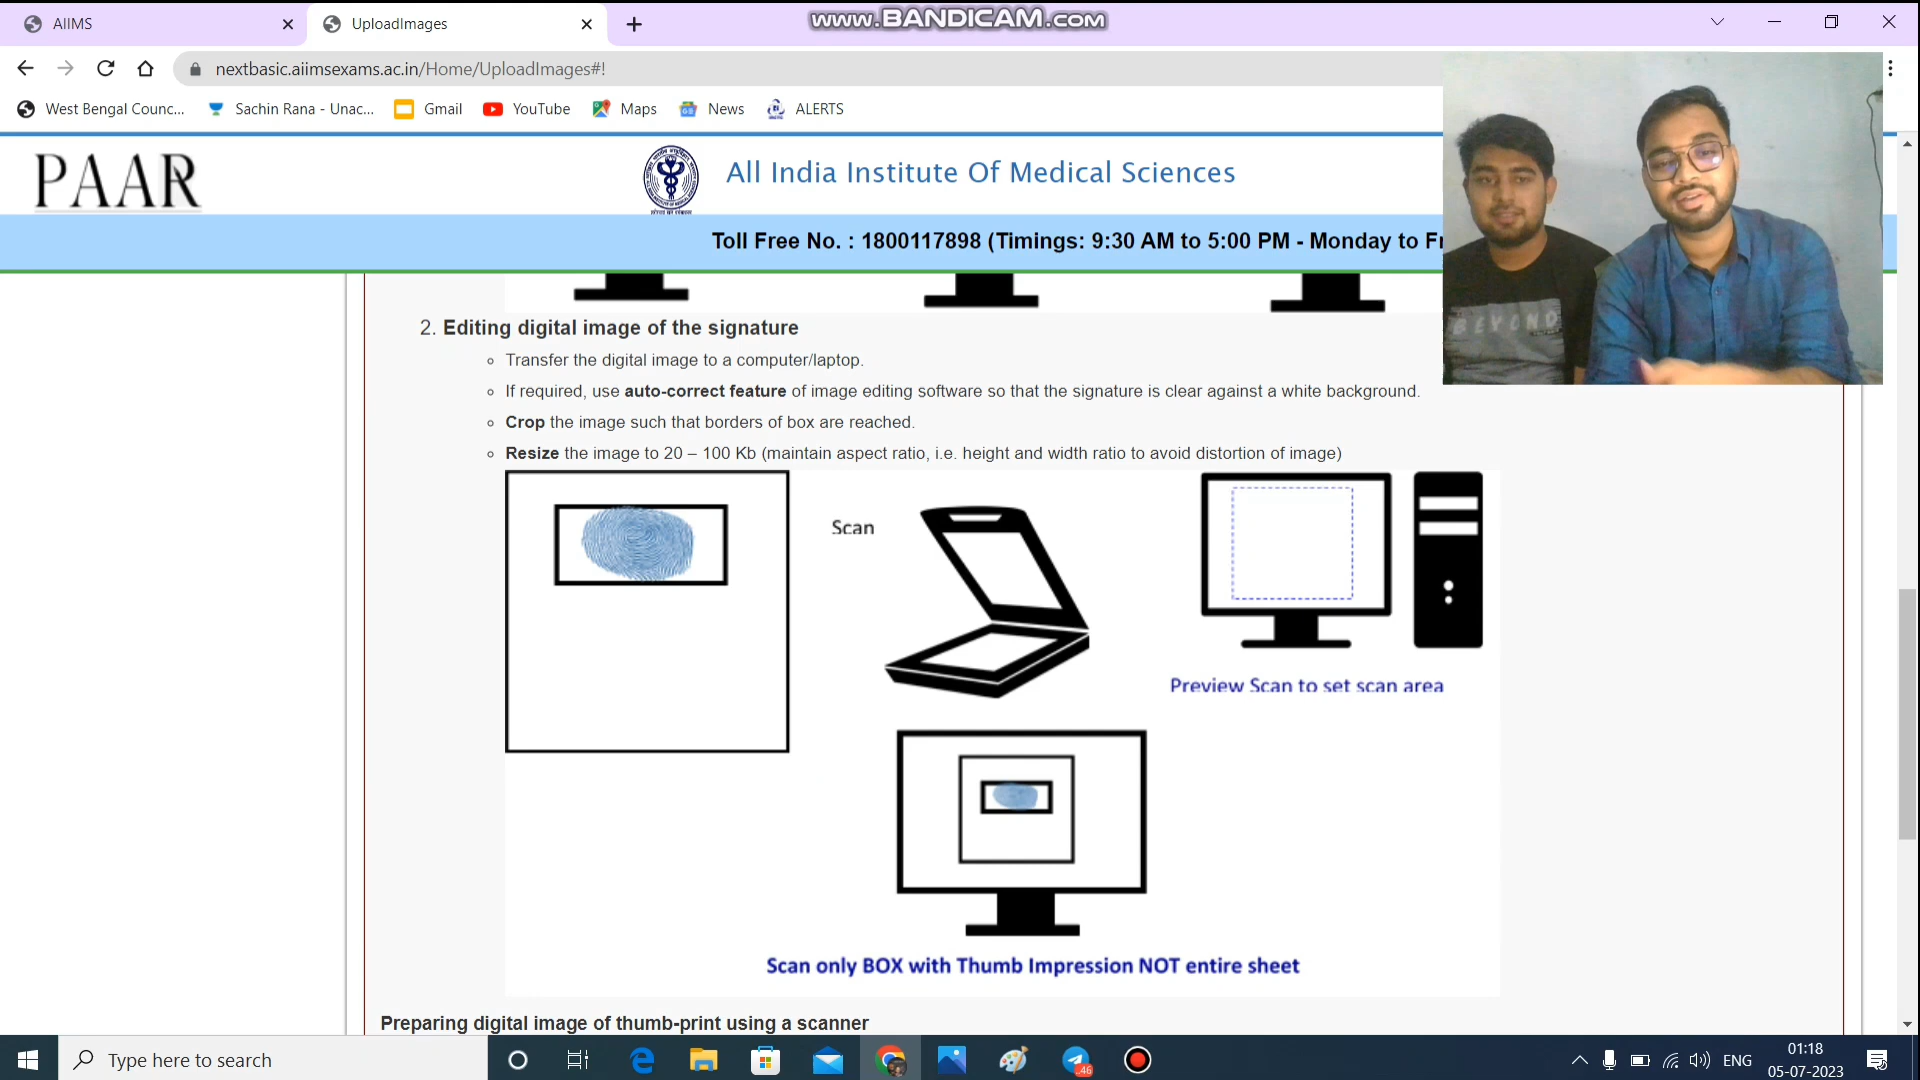 AIIMS
UploadImages
www.BANDICAM.com
nextbasic.aiimsexams.ac.in/Home/UploadImages#!
West Bengal Counc...
Sachin Rana - Unac...
Gmail
YouTube
Maps
News
ALERTS
PAAR
All India Institute Of Medical Sciences
Toll Free No. : 1800117898 (Timings: 9:30 AM to 5:00 PM - Monday to
BEYOND
2. Editing digital image of the signature
Transfer the digital image to a computer/laptop.
If required, use auto-correct feature of image editing software so that the signature is clear against a white background.
Crop the image such that borders of box are reached.
Resize the image to 20 – 100 Kb (maintain aspect ratio, i.e. height and width ratio to avoid distortion of image)
Scan
Preview Scan to set scan area
Scan only BOX with Thumb Impression NOT entire sheet
Preparing digital image of thumb-print using a scanner
Type here to search
.46
ENG
01:18
05-07-2023